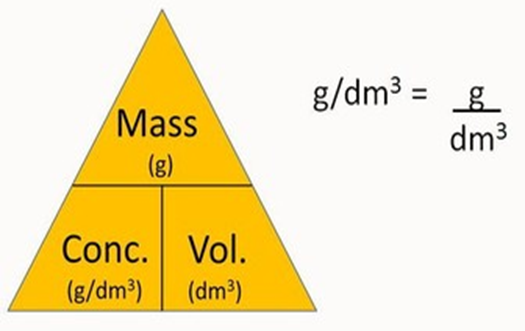 Mass
(g)
Conc. Vol.
(g/dm³) (dm³)
g/dm³ = g
dm³